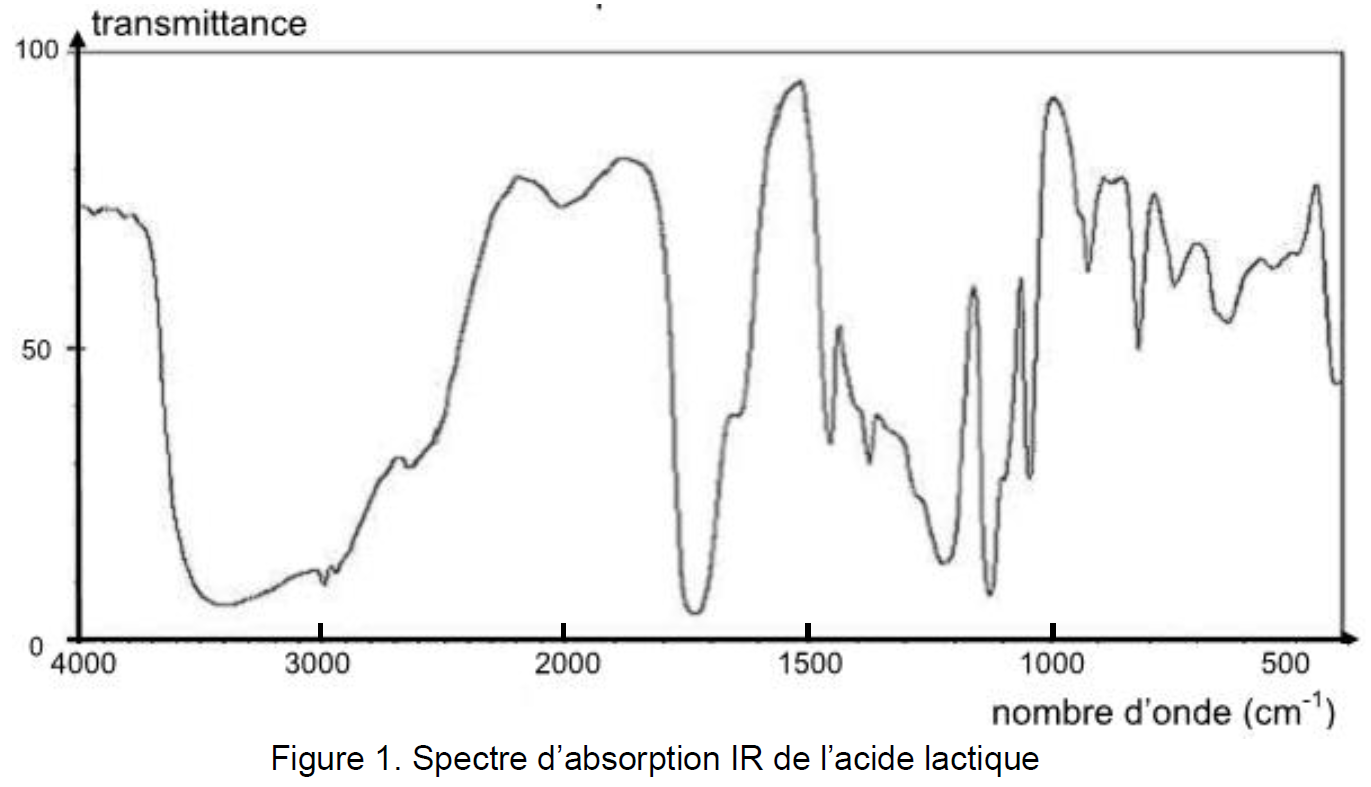 transmittance
100
50
0
4000 3000 2000 1500 1000 500
nombre d'onde (cm-1)
Figure 1. Spectre d'absorption IR de l'acide lactique